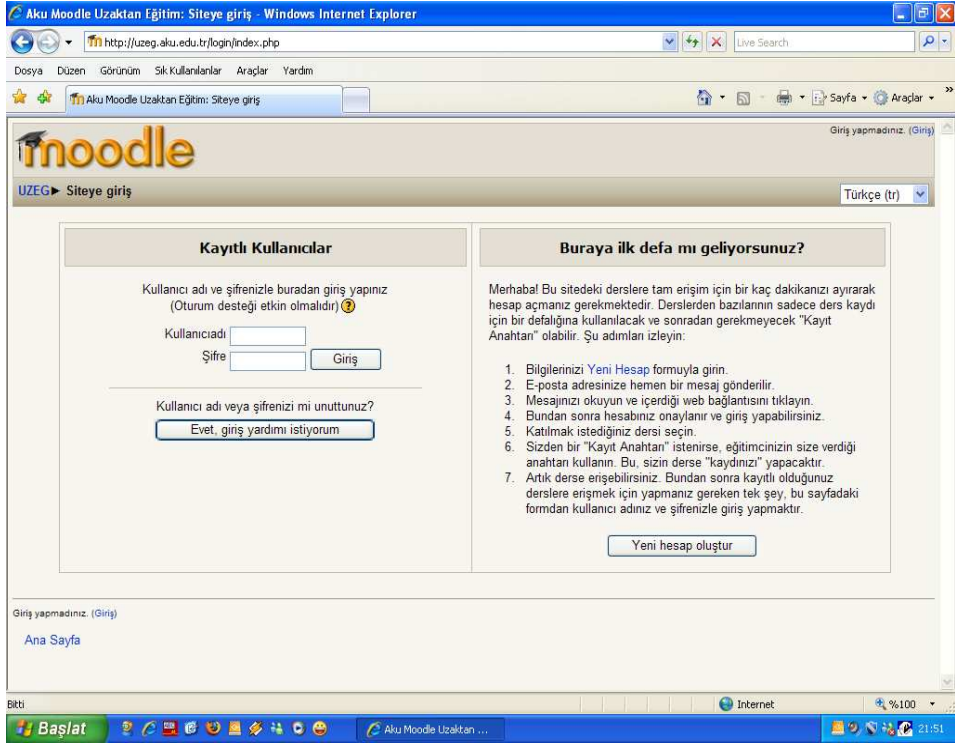 Aku Moodle Uzaktan Eğitim: Siteye giriş - Windows Internet Explorer
http://uzeg.aku.edu.tr/login/index.php
Live Search
Dosya Düzen Görünüm Sık Kullanılanlar Araçlar Yardım
Aku Moodle Uzaktan Eğitim: Siteye giriş
Sayfa Araçlar
moodle
Giriş yapmadınız. (Giriş)
UZEG► Siteye giriş
Türkçe (tr)
Kayıtlı Kullanıcılar
Kullanıcı adı ve şifrenizle buradan giriş yapınız
(Oturum desteği etkin olmalıdır) ?
Kullanıcıadı
Şifre
Giriş
Kullanıcı adı veya şifrenizi mi unuttunuz?
Evet, giriş yardımı istiyorum
Buraya ilk defa mı geliyorsunuz?
Merhaba! Bu sitedeki derslere tam erişim için bir kaç dakikanızı ayırarak
hesap açmanız gerekmektedir. Derslerden bazılarının sadece ders kaydı
için bir defalığına kullanılacak ve sonradan gerekmeyecek "Kayıt
Anahtarı" olabilir. Şu adımları izleyin:
1. Bilgilerinizi Yeni Hesap formuyla girin.
2. E-posta adresinize hemen bir mesaj gönderilir.
3. Mesajınızı okuyun ve içerdiği web bağlantısını tıklayın.
4. Bundan sonra hesabınız onaylanır ve giriş yapabilirsiniz.
5. Katılmak istediğiniz dersi seçin.
6. Sizden bir "Kayıt Anahtarı" istenirse, eğitimcinizin size verdiği
anahtarı kullanın. Bu, sizin derse "kaydınızı" yapacaktır.
7. Artık derse erişebilirsiniz. Bundan sonra kayıtlı olduğunuz
derslere erişmek için yapmanız gereken tek şey, bu sayfadaki
formdan kullanıcı adınız ve şifrenizle giriş yapmaktır.
Yeni hesap oluştur
Giriş yapmadınız. (Giriş)
Ana Sayfa
Bitti
Internet
%100
Başlat
Aku Moodle Uzaktan ...
21:51